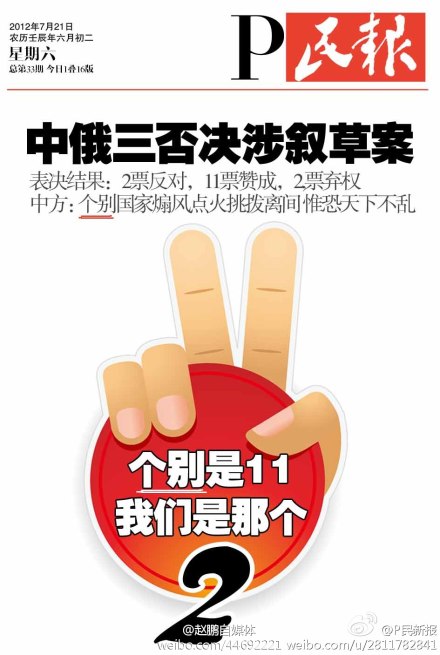 2012年7月21日
农历壬辰年六月初二
星期六
总第33期 今日1叠16版
P民報
中俄三否决涉叙草案
表决结果：2票反对，11票赞成，2票弃权
中方：个别国家煽风点火挑拨离间惟恐天下不乱
个别是11
我们是那个
2
@赵鹏自媒体
@P民新报
weibo.com/44692221 weibo.com/u/2811782841